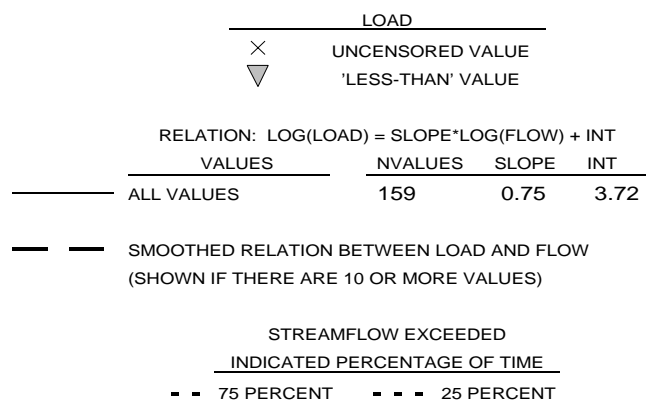 LOAD
UNCENSORED VALUE
'LESS-THAN' VALUE
RELATION: LOG(LOAD) = SLOPE*LOG(FLOW) + INT
VALUES NVALUES SLOPE INT
ALL VALUES 159 0.75 3.72
SMOOTHED RELATION BETWEEN LOAD AND FLOW
(SHOWN IF THERE ARE 10 OR MORE VALUES)
STREAMFLOW EXCEEDED
INDICATED PERCENTAGE OF TIME
75 PERCENT 25 PERCENT